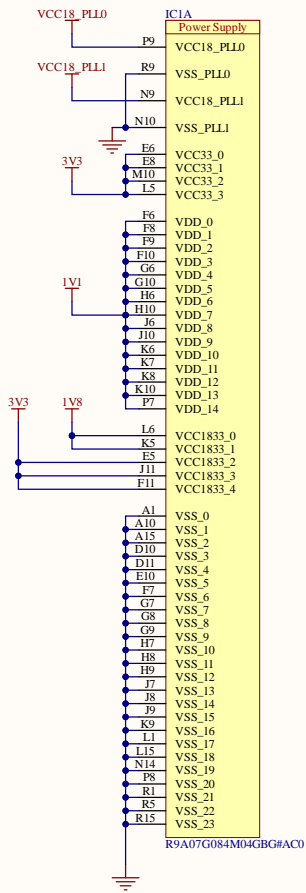 VCC18_PLL0
IC1A
Power Supply
P9 VCC18_PLL0
VCC18_PLL1
R9 VSS_PLL0
N9 VCC18_PLL1
N10 VSS_PLL1
E6 VCC33_0
3V3
E8 VCC33_1
M10 VCC33_2
L5 VCC33_3
F6 VDD_0
F8 VDD_1
F9 VDD_2
F10 VDD_3
G6 VDD_4
1V1
G10 VDD_5
H6 VDD_6
H10 VDD_7
J6 VDD_8
J10 VDD_9
K6 VDD_10
K7 VDD_11
K8 VDD_12
K10 VDD_13
3V3 1V8
P7 VDD_14
L6 VCC1833_0
K5 VCC1833_1
E5 VCC1833_2
J11 VCC1833_3
F11 VCC1833_4
A1 VSS_0
A10 VSS_1
A15 VSS_2
D10 VSS_3
D11 VSS_4
E10 VSS_5
F7 VSS_6
G7 VSS_7
G8 VSS_8
G9 VSS_9
H7 VSS_10
H8 VSS_11
H9 VSS_12
J7 VSS_13
J8 VSS_14
J9 VSS_15
K9 VSS_16
L1 VSS_17
L15 VSS_18
N14 VSS_19
P8 VSS_20
R1 VSS_21
R5 VSS_22
R15 VSS_23
R9A07G084M04GBG#AC0